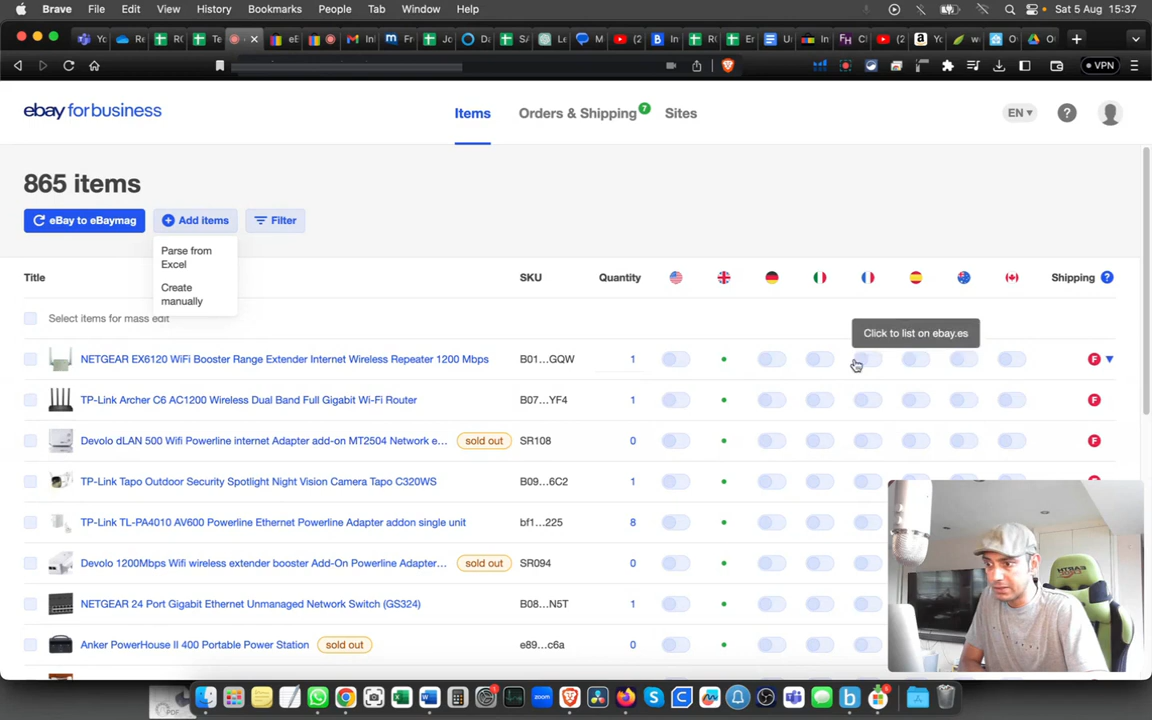 Brave File Edit View History Bookmarks People Tab Window Help Sat 5 Aug 15:37
VPN
ebay for business
Items Orders & Shipping 7 Sites EN
865 items
eBay to eBaymag Add items Filter
Parse from
Excel
Create
manually
Title SKU Quantity Shipping
Select items for mass edit
Click to list on ebay.es
NETGEAR EX6120 WiFi Booster Range Extender Internet Wireless Repeater 1200 Mbps B01...GQW 1 F
TP-Link Archer C6 AC1200 Wireless Dual Band Full Gigabit Wi-Fi Router B07...YF4 1 F
Devolo dLAN 500 Wifi Powerline internet Adapter add-on MT2504 Network e... sold out SR108 0 F
TP-Link Tapo Outdoor Security Spotlight Night Vision Camera Tapo C320WS B09...6C2 1
TP-Link TL-PA4010 AV600 Powerline Ethernet Powerline Adapter addon single unit bf1...225 8
Devolo 1200Mbps Wifi wireless extender booster Add-On Powerline Adapter... sold out SR094 0
NETGEAR 24 Port Gigabit Ethernet Unmanaged Network Switch (GS324) B08...N5T 1
Anker PowerHouse II 400 Portable Power Station sold out e89...c6a 0